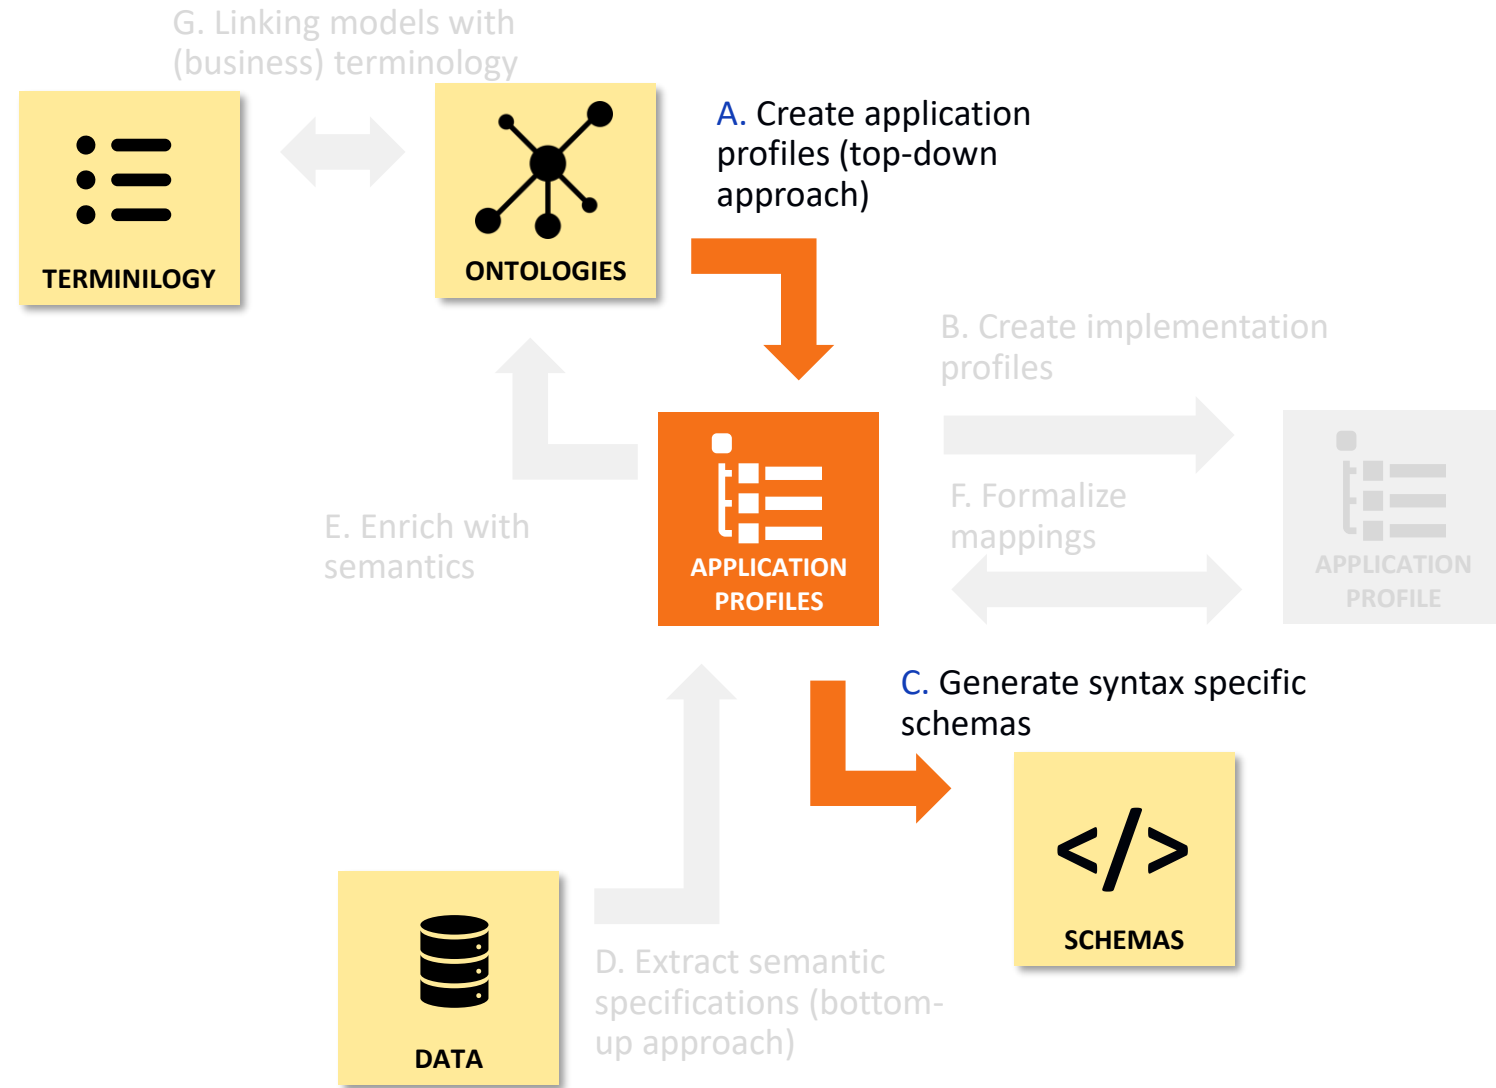 G. Linking models with
(business) terminology
TERMINILOGY
ONTOLOGIES
A. Create application
profiles (top-down
approach)
B. Create implementation
profiles
E. Enrich with
semantics
APPLICATION
PROFILES
F. Formalize
mappings
APPLICATION
PROFILE
C. Generate syntax specific
schemas
</>
SCHEMAS
D. Extract semantic
specifications (bottom-
up approach)
DATA